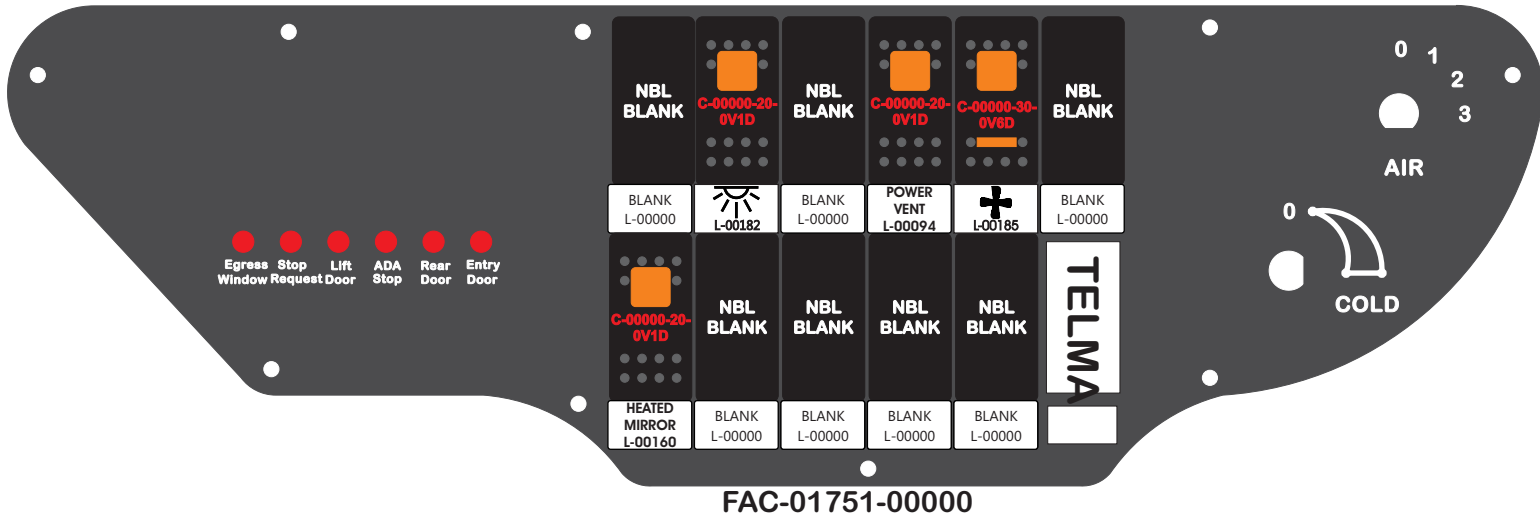 NBL
BLANK
C-00000-20-
0V1D
NBL
BLANK
C-00000-20-
0V1D
C-00000-30-
0V6D
NBL
BLANK
0
1
2
3
AIR
BLANK
L-00000
L-00182
BLANK
L-00000
POWER
VENT
L-00094
L-00185
BLANK
L-00000
0
COLD
Egress
Window
Stop
Request
Lift
Door
ADA
Stop
Rear
Door
Entry
Door
C-00000-20-
0V1D
NBL
BLANK
NBL
BLANK
NBL
BLANK
NBL
BLANK
TELMA
HEATED
MIRROR
L-00160
BLANK
L-00000
BLANK
L-00000
BLANK
L-00000
BLANK
L-00000
FAC-01751-00000